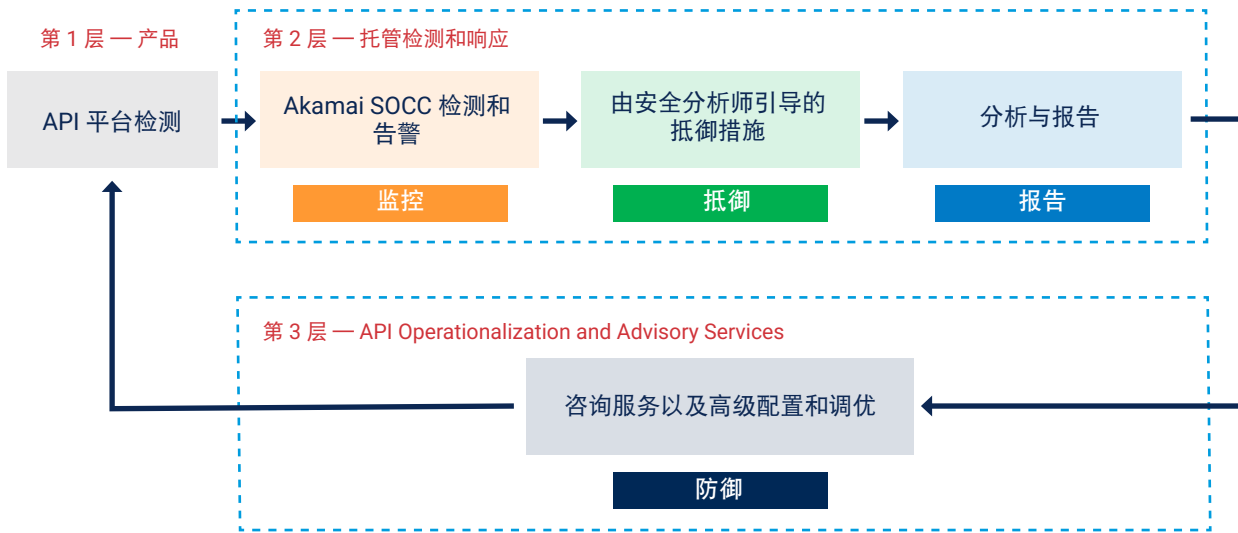 第 1 层 — 产品
第 2 层 — 托管检测和响应
API 平台检测
Akamai SOCC 检测和
告警
由安全分析师引导的
抵御措施
分析与报告
监控
抵御
报告
第 3 层 — API Operationalization and Advisory Services
咨询服务以及高级配置和调优
防御